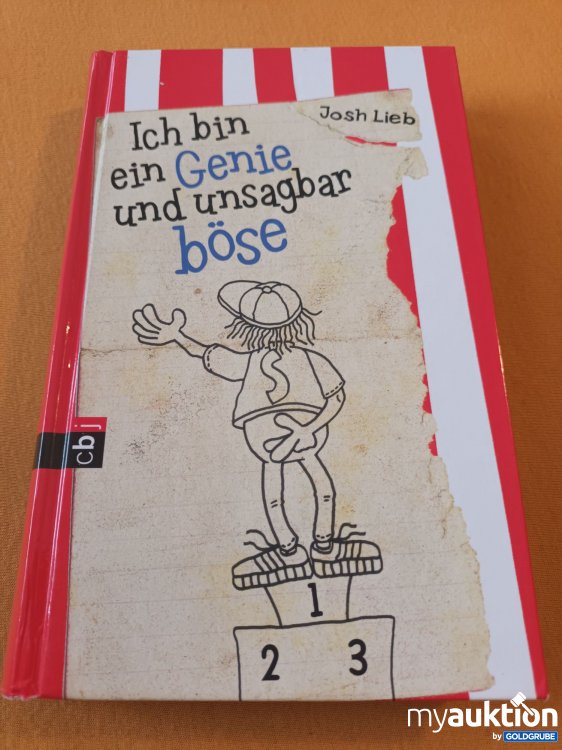 Josh Lieb
Ich bin
ein Genie
und unsagbar
böse
S
cbj
1
2 3
myauktion
by GOLDGRUBE